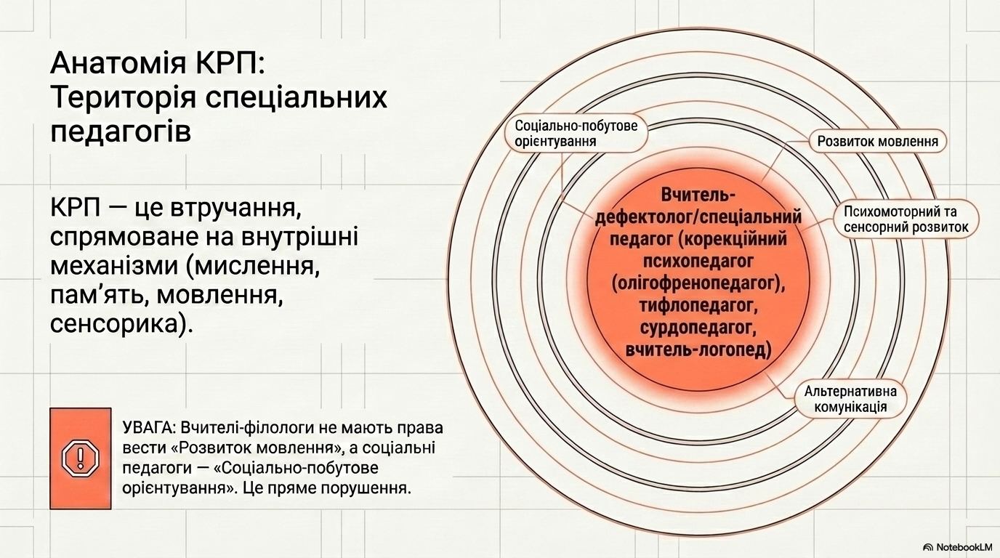 Анатомія КРП:
Територія спеціальних
педагогів
КРП — це втручання,
спрямоване на внутрішні
механізми (мислення,
пам’ять, мовлення,
сенсорика).
УВАГА: Вчителі-філологи не мають права
вести «Розвиток мовлення», а соціальні
педагоги — «Соціально-побутове
орієнтування». Це пряме порушення.
Соціально-побутове
орієнтування
Розвиток мовлення
Психомоторний та
сенсорний розвиток
Вчитель-
дефектолог/спеціальний
педагог (корекційний
психопедагог
(олігофренопедагог),
тифлопедагог,
сурдопедагог,
вчитель-логопед)
Альтернативна
комунікація
NotebookLM